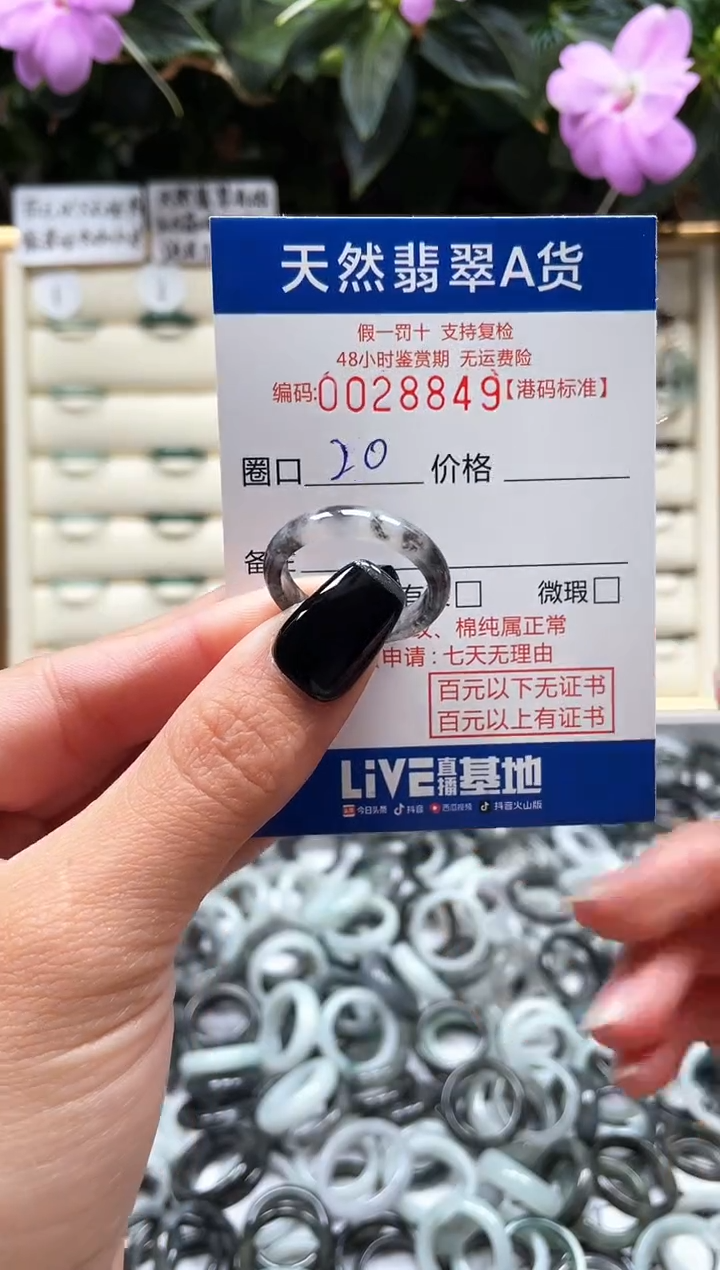 天然翡翠A货
假一罚十 支持复检
48小时鉴赏期 无运费险
编码:0028849【港码标准】
圈口 20 价格
备
有 □ 微瑕□
、棉纯属正常
申请:七天无理由
百元以下无证书
百元以上有证书
LiVE直播基地
今日头条 抖音 西瓜视频 抖音火山版